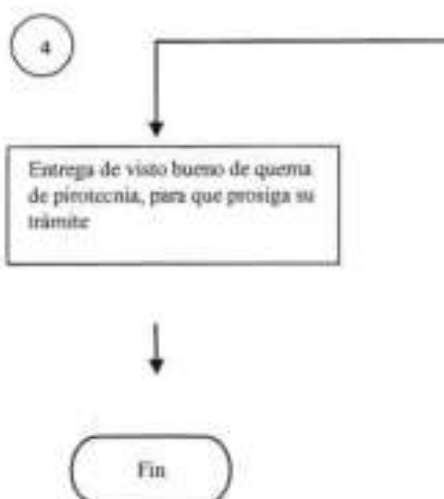 4
Entrega de visto bueno de quema
de pirotecnia, para que prosiga su
trámite
Fin